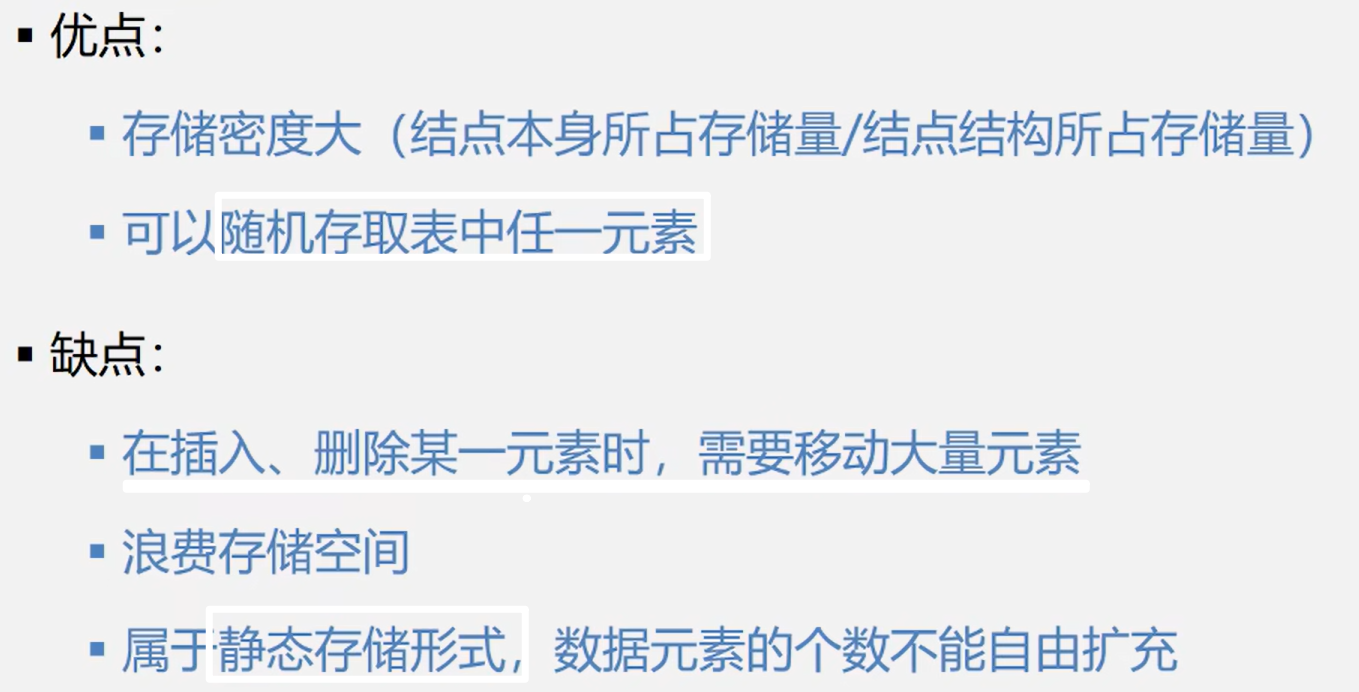 ▪ 优点：
▪ 存储密度大（结点本身所占存储量/结点结构所占存储量）
▪ 可以随机存取表中任一元素
▪ 缺点：
▪ 在插入、删除某一元素时，需要移动大量元素
▪ 浪费存储空间
▪ 属于静态存储形式，数据元素的个数不能自由扩充